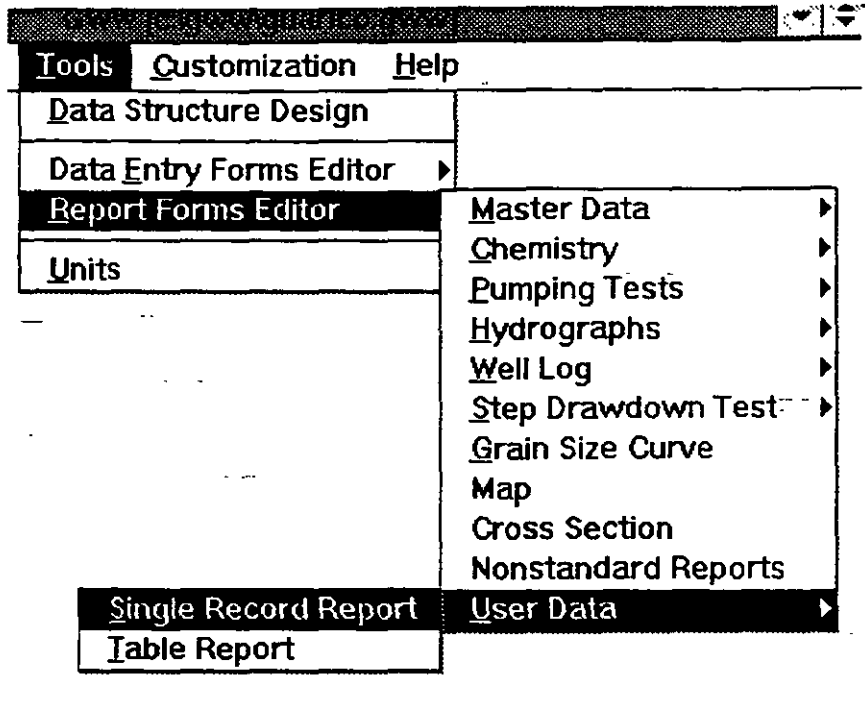 Tools Customization Help
Data Structure Design
Data Entry Forms Editor
Report Forms Editor
Units
Master Data
Chemistry
Pumping Tests
Hydrographs
Well Log
Step Drawdown Test
Grain Size Curve
Map
Cross Section
Nonstandard Reports
User Data
Single Record Report
Table Report